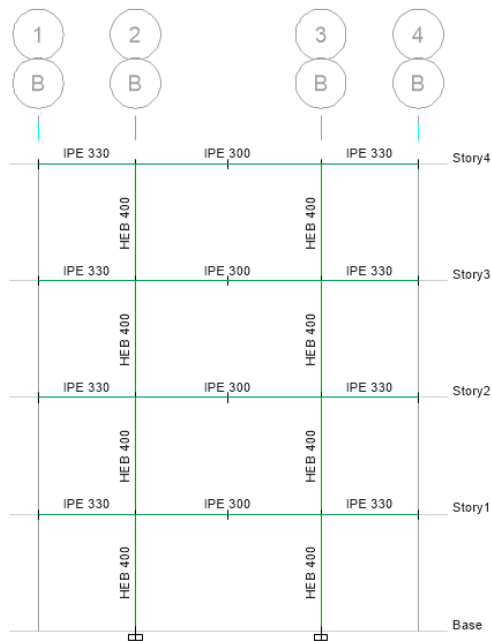 1 2 3 4
B B B B
IPE 330 IPE 300 IPE 330 Story4
HEB 400 HEB 400
IPE 330 IPE 300 IPE 330 Story3
HEB 400 HEB 400
IPE 330 IPE 300 IPE 330 Story2
HEB 400 HEB 400
IPE 330 IPE 300 IPE 330 Story1
HEB 400 HEB 400
Base